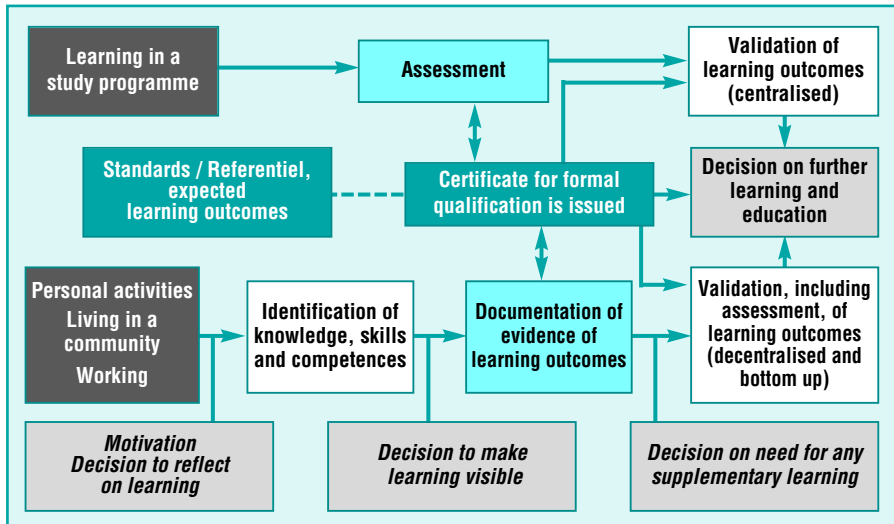 Learning in a
study programme
Assessment
Validation of
learning outcomes
(centralised)
Standards / Referentiel,
expected
learning outcomes
Certificate for formal
qualification is issued
Decision on further
learning and
education
Personal activities
Living in a
community
Working
Identification of
knowledge, skills
and competences
Documentation of
evidence of
learning outcomes
Validation, including
assessment, of
learning outcomes
(decentralised and
bottom up)
Motivation
Decision to reflect
on learning
Decision to make
learning visible
Decision on need for any
supplementary learning